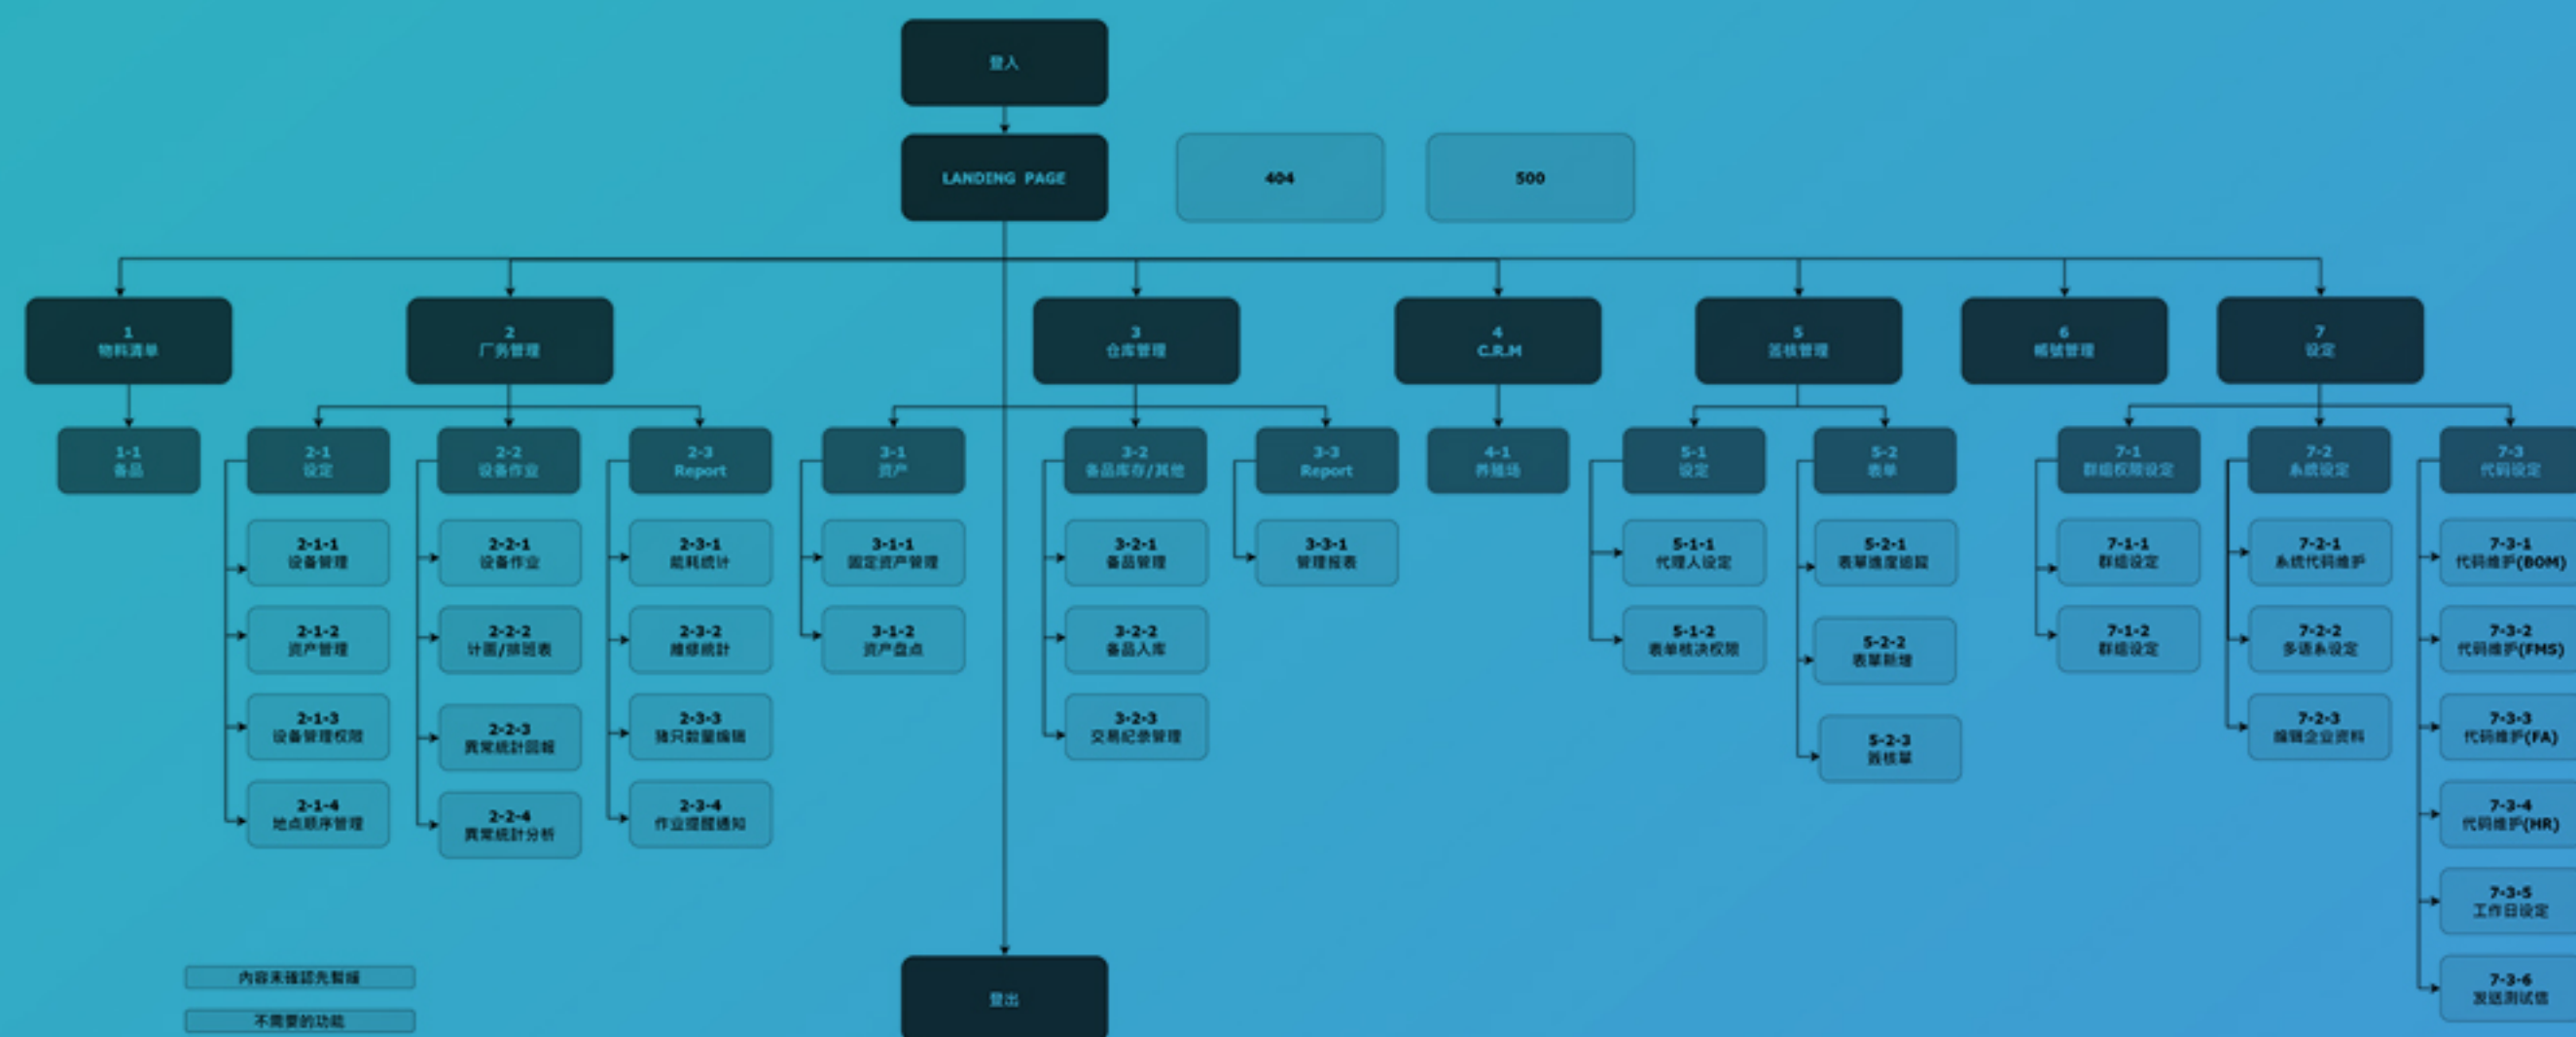 登入
LANDING PAGE
404
500
1
物料清单
2
厂务管理
3
仓库管理
4
C.R.M
5
签核管理
6
帳號管理
7
设定
1-1
备品
2-1
设定
2-2
设备作业
2-3
Report
3-1
资产
3-2
备品库存/其他
3-3
Report
4-1
养殖场
5-1
设定
5-2
表单
7-1
群组权限设定
7-2
系统设定
7-3
代码设定
2-1-1
设备管理
2-2-1
设备作业
2-3-1
能耗统计
3-1-1
固定资产管理
3-2-1
备品管理
3-3-1
管理报表
5-1-1
代理人设定
5-2-1
表單進度追蹤
7-1-1
群组设定
7-2-1
系统代码维护
7-3-1
代码维护(BOM)
2-1-2
资产管理
2-2-2
计画/排班表
2-3-2
維修統計
3-1-2
资产盘点
3-2-2
备品入库
5-1-2
表单核决权限
5-2-2
表單新增
7-1-2
群组设定
7-2-2
多语系设定
7-3-2
代码维护(FMS)
2-1-3
设备管理权限
2-2-3
異常統計回報
2-3-3
猪只数量编辑
3-2-3
交易纪录管理
5-2-3
簽核單
7-2-3
编辑企业资料
7-3-3
代码维护(FA)
2-1-4
地点顺序管理
2-2-4
異常統計分析
2-3-4
作业提醒通知
7-3-4
代码维护(HR)
7-3-5
工作日设定
7-3-6
发送测试信
内容未確認先暫緩
不需要的功能
登出